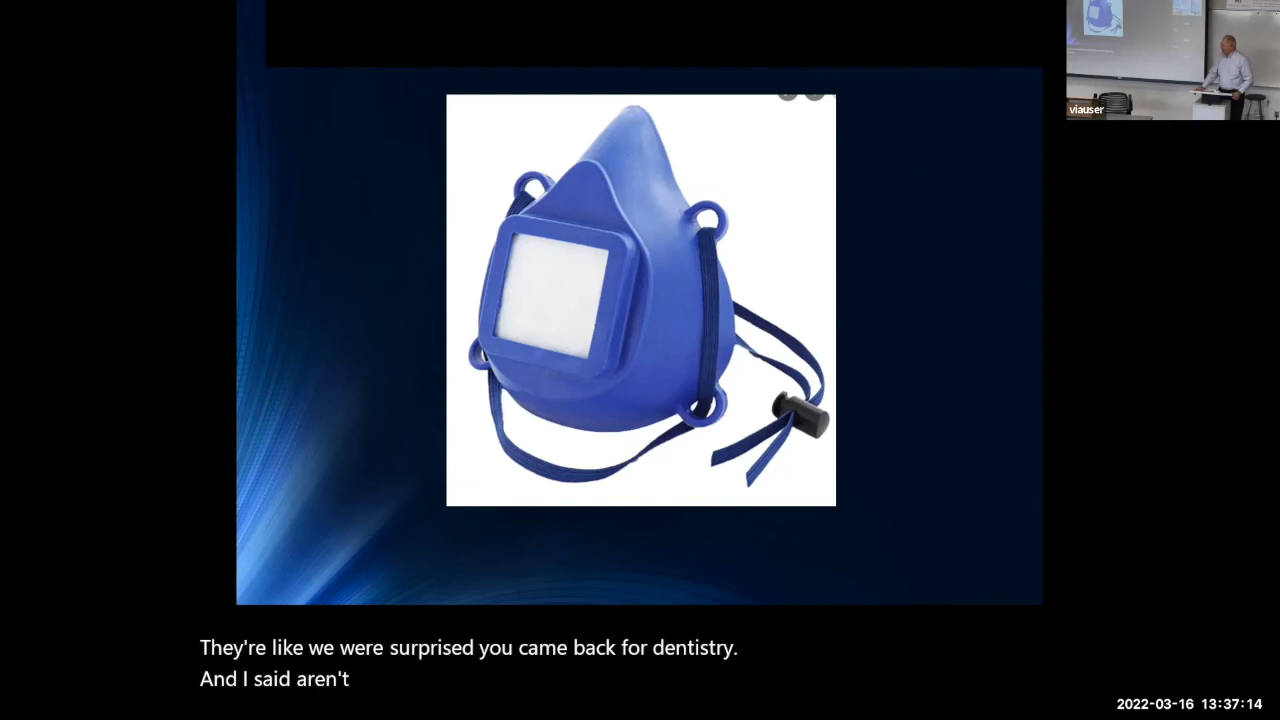 viauser
They're like we were surprised you came back for dentistry.
And I said aren't
2022-03-16 13:37:14